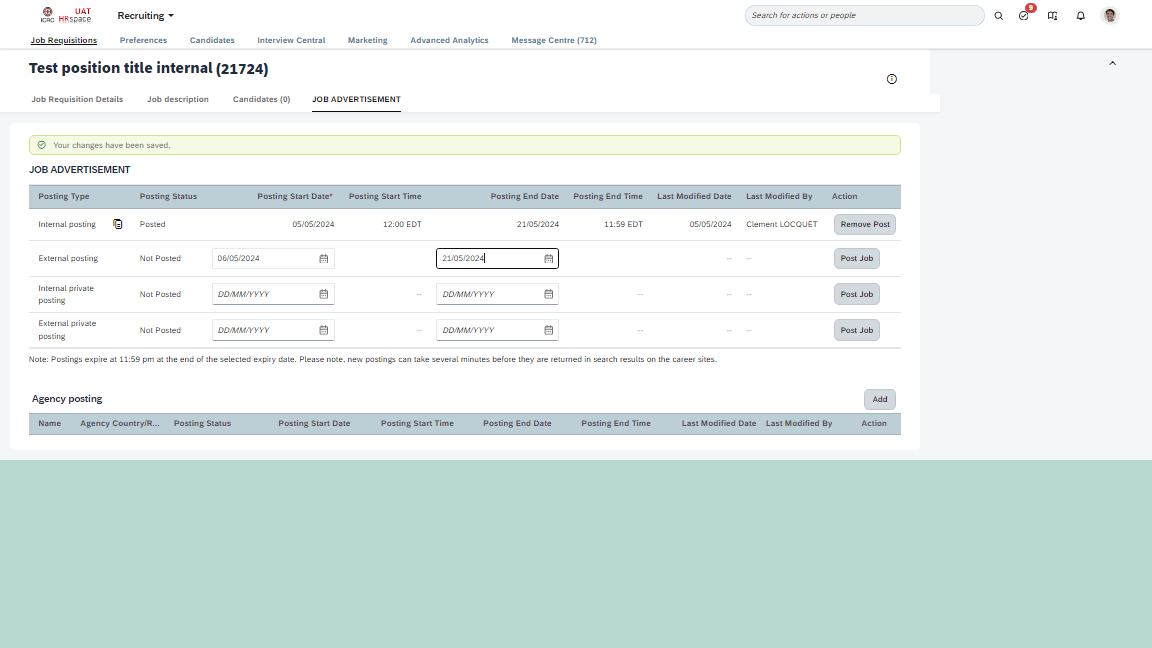 ICRC UAT HRspace Recruiting Search for actions or people 9
Job Requisitions Preferences Candidates Interview Central Marketing Advanced Analytics Message Centre (712)
Test position title internal (21724)
Job Requisition Details Job description Candidates (0) JOB ADVERTISEMENT
Your changes have been saved.
JOB ADVERTISEMENT
Posting Type Posting Status Posting Start Date* Posting Start Time Posting End Date Posting End Time Last Modified Date Last Modified By Action
Internal posting Posted 05/05/2024 12:00 EDT 21/05/2024 11:59 EDT 05/05/2024 Clement LOCQUET Remove Post
External posting Not Posted 06/05/2024 21/05/2024 -- -- Post Job
Internal private posting Not Posted DD/MM/YYYY -- DD/MM/YYYY -- -- -- Post Job
External private posting Not Posted DD/MM/YYYY -- DD/MM/YYYY -- -- -- Post Job
Note: Postings expire at 11:59 pm at the end of the selected expiry date. Please note, new postings can take several minutes before they are returned in search results on the career sites.
Agency posting Add
Name Agency Country/R... Posting Status Posting Start Date Posting Start Time Posting End Date Posting End Time Last Modified Date Last Modified By Action